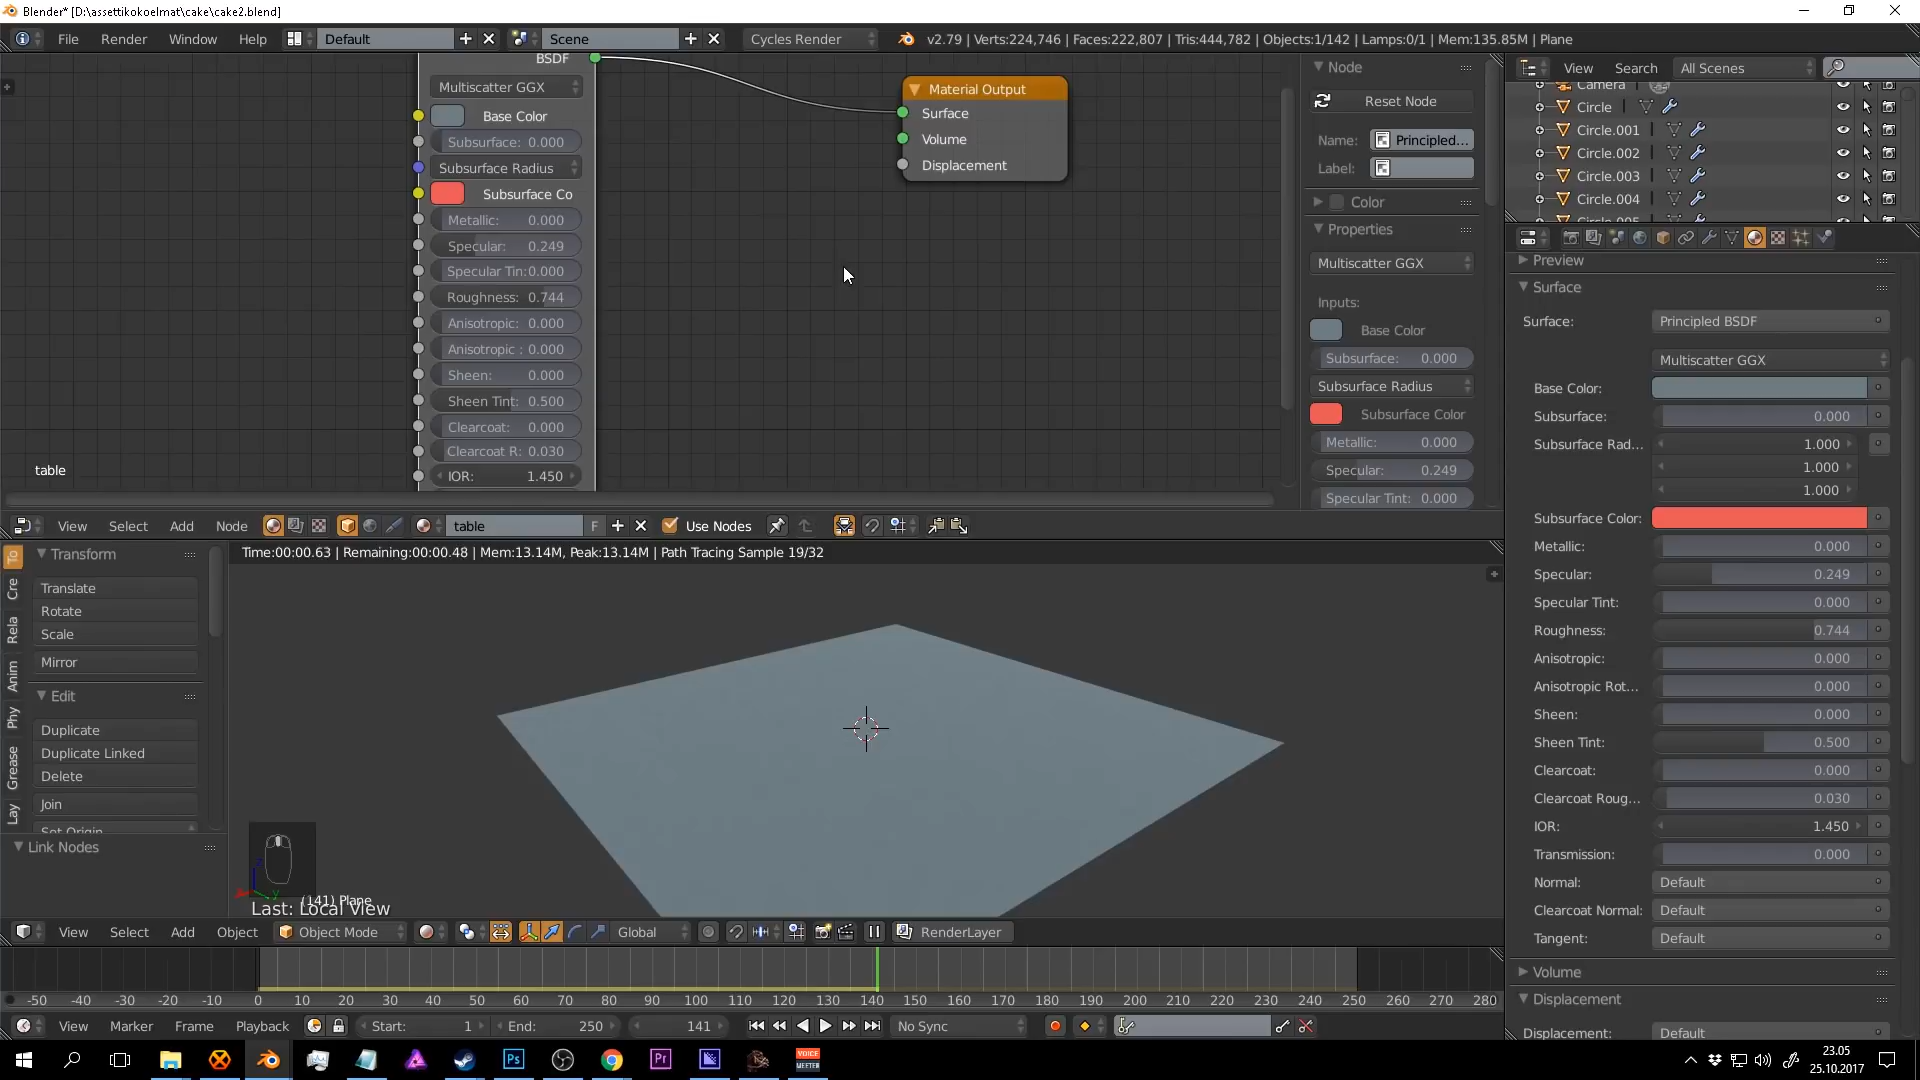 Blender* [D:\assettikokoelmat\cake\cake2.blend]
File Render Window Help Default Scene Cycles Render v2.79 | Verts:224,746 | Faces:222,807 | Tris:444,782 | Objects:1/142 | Lamps:0/1 | Mem:135.85M | Plane
BSDF
Multiscatter GGX
Base Color
Subsurface: 0.000
Subsurface Radius
Subsurface Co
Metallic: 0.000
Specular: 0.249
Specular Tin:0.000
Roughness: 0.744
Anisotropic: 0.000
Anisotropic : 0.000
Sheen: 0.000
Sheen Tint: 0.500
Clearcoat: 0.000
Clearcoat R: 0.030
IOR: 1.450
table
Material Output
Surface
Volume
Displacement
Node
Reset Node
Name: Principled...
Label:
Color
Properties
Multiscatter GGX
Inputs:
Base Color
Subsurface: 0.000
Subsurface Radius
Subsurface Color
Metallic: 0.000
Specular: 0.249
Specular Tint: 0.000
View Search All Scenes
Camera
Circle
Circle.001
Circle.002
Circle.003
Circle.004
Circle.005
Preview
Surface
Surface: Principled BSDF
Multiscatter GGX
Base Color:
Subsurface: 0.000
Subsurface Rad... 1.000
1.000
1.000
Subsurface Color:
Metallic: 0.000
Specular: 0.249
Specular Tint: 0.000
Roughness: 0.744
Anisotropic: 0.000
Anisotropic Rot... 0.000
Sheen: 0.000
Sheen Tint: 0.500
Clearcoat: 0.000
Clearcoat Roug... 0.030
IOR: 1.450
Transmission: 0.000
Normal: Default
Clearcoat Normal: Default
Tangent: Default
Volume
Displacement
Displacement: Default
View Select Add Node table F Use Nodes
To
Cre
Rela
Anim
Phy
Grease
Lay
Transform
Translate
Rotate
Scale
Mirror
Edit
Duplicate
Duplicate Linked
Delete
Join
Set Origin
Link Nodes
Time:00:00.63 | Remaining:00:00.48 | Mem:13.14M, Peak:13.14M | Path Tracing Sample 19/32
(141) Plane
Last: Local View
View Select Add Object Object Mode Global RenderLayer
-50 -40 -30 -20 -10 0 10 20 30 40 50 60 70 80 90 100 110 120 130 140 150 160 170 180 190 200 210 220 230 240 250 260 270 280
View Marker Frame Playback Start: 1 End: 250 141 No Sync
Ps Pr VOICE MEETER
23.05
25.10.2017